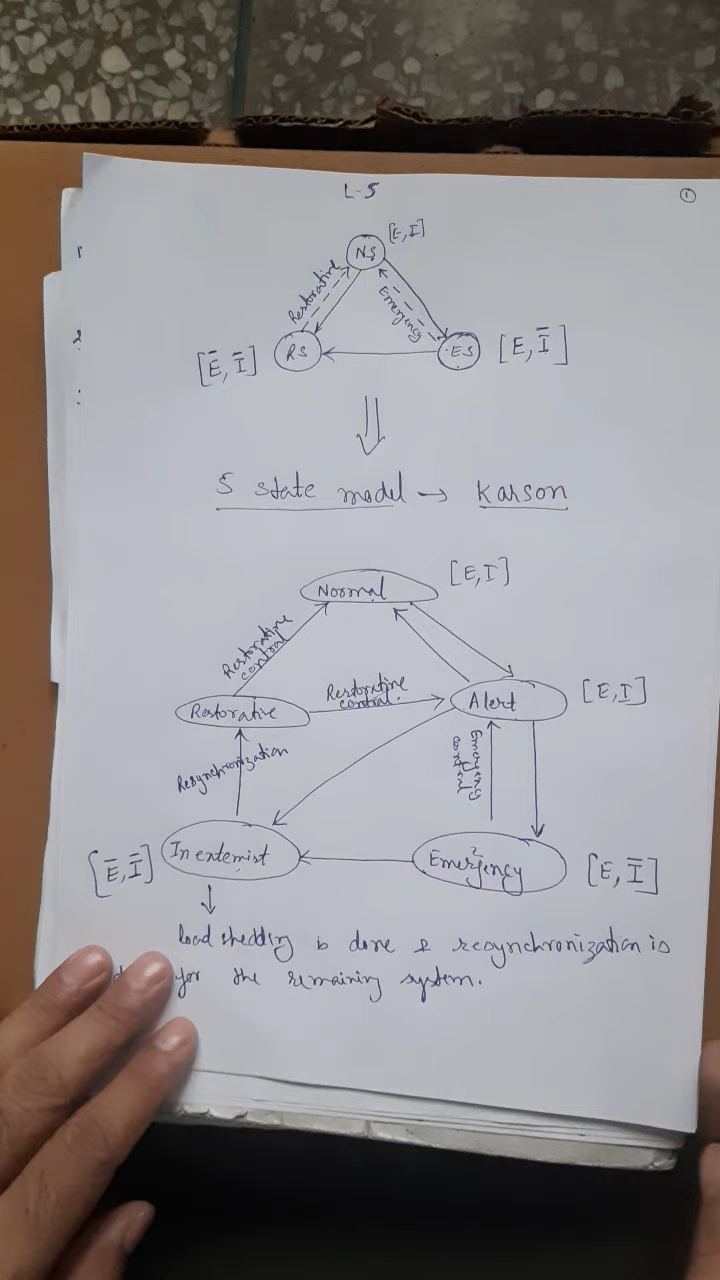 L-5
①
[E, I]
NS
Restorative
Emergency
[Ē, Ī]
RS
ES
[E, Ī]
5 state model → Karson
Normal
[E, I]
Restorative
control
Restorative
Restorative
control.
Alert
[E, I]
Resynchronization
Emergency
control
[Ē, Ī]
In extemist
Emergency
[E, Ī]
load shedding is done & resynchronization is
for the remaining system.